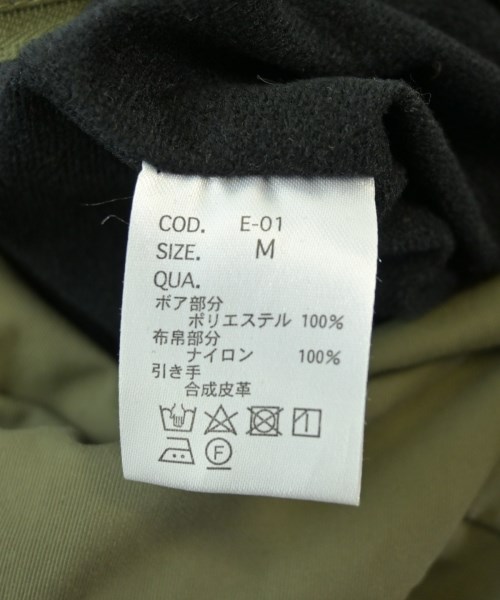 COD. E-01
SIZE. M
QUA.
ボア部分
ポリエステル 100%
布帛部分
ナイロン 100%
引き手
合成皮革
F